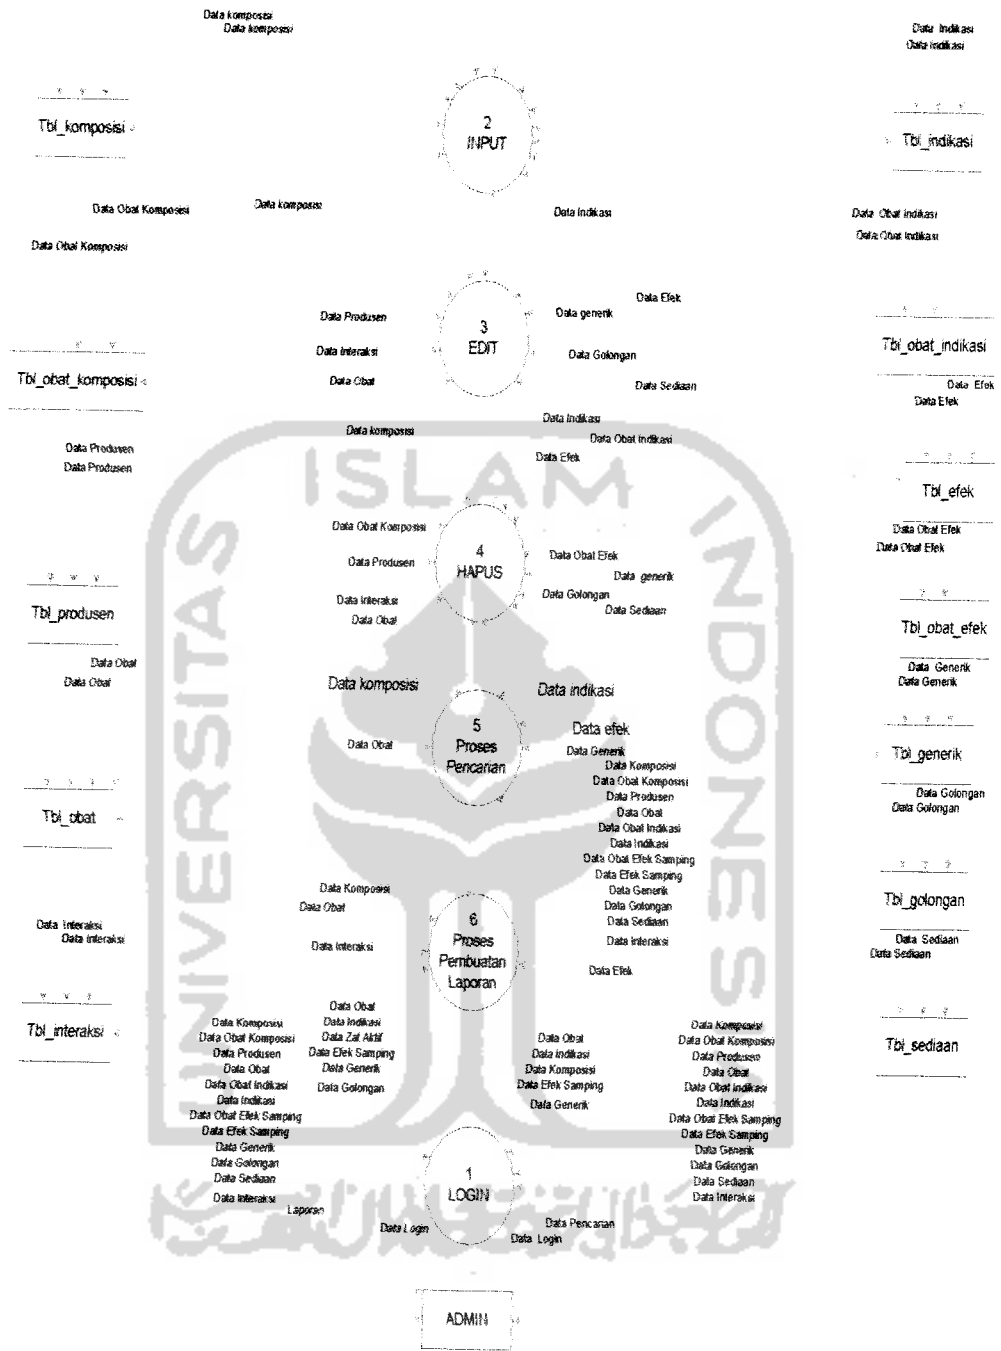 Data komposisi
Data komposisi
Data Indikasi
Data Indikasi
Tbl_komposisi
2
INPUT
Tbl_indikasi
Data Obat Komposisi
Data komposisi
Data Indikasi
Data Obat Indikasi
Data Obat Indikasi
Data Obat Komposisi
Data Efek
Data Produsen
3
EDIT
Data generik
Tbl_obat_indikasi
Data Interaksi
Data Golongan
Tbl_obat_komposisi
Data Obat
Data Sediaan
Data Efek
Data Efek
Data Indikasi
Data komposisi
Data Obat Indikasi
Data Produsen
Data Produsen
Data Efek
ISLAM
Tbl_efek
Data Obat Komposisi
4
HAPUS
Data Obat Efek
Data Obat Efek
Data Produsen
Data Obat Efek
Data generik
Data Interaksi
Data Golongan
Data Sediaan
Data Obat
Tbl_produsen
Tbl_obat_efek
Data Obat
Data Obat
Data Generik
Data Generik
Data komposisi
Data indikasi
5
Proses
Pencarian
Data efek
Data Obat
Data Generik
Data Komposisi
Data Obat Komposisi
Data Produsen
Data Obat
Data Obat Indikasi
Data Indikasi
Data Obat Efek Samping
Data Efek Samping
Data Generik
Data Golongan
Data Sediaan
Data Interaksi
Data Efek
Tbl_generik
Data Golongan
Data Golongan
Tbl_obat
Tbl_golongan
Data Komposisi
Data Obat
Data Interaksi
6
Proses
Pembuatan
Laporan
Data Interaksi
Data Interaksi
Data Sediaan
Data Sediaan
Tbl_interaksi
Tbl_sediaan
Data Komposisi
Data Obat Komposisi
Data Produsen
Data Obat
Data Obat Indikasi
Data Indikasi
Data Obat Efek Samping
Data Efek Samping
Data Generik
Data Golongan
Data Sediaan
Data Interaksi
Laporan
Data Obat
Data Indikasi
Data Zat Aktif
Data Efek Samping
Data Generik
Data Golongan
Data Obat
Data Indikasi
Data Komposisi
Data Efek Samping
Data Generik
Data Komposisi
Data Obat Komposisi
Data Produsen
Data Obat
Data Obat Indikasi
Data Indikasi
Data Obat Efek Samping
Data Efek Samping
Data Generik
Data Golongan
Data Sediaan
Data Interaksi
1
LOGIN
Data Login
Data Pencarian
Data Login
ADMIN
UNIVERSITAS
INDONESIA